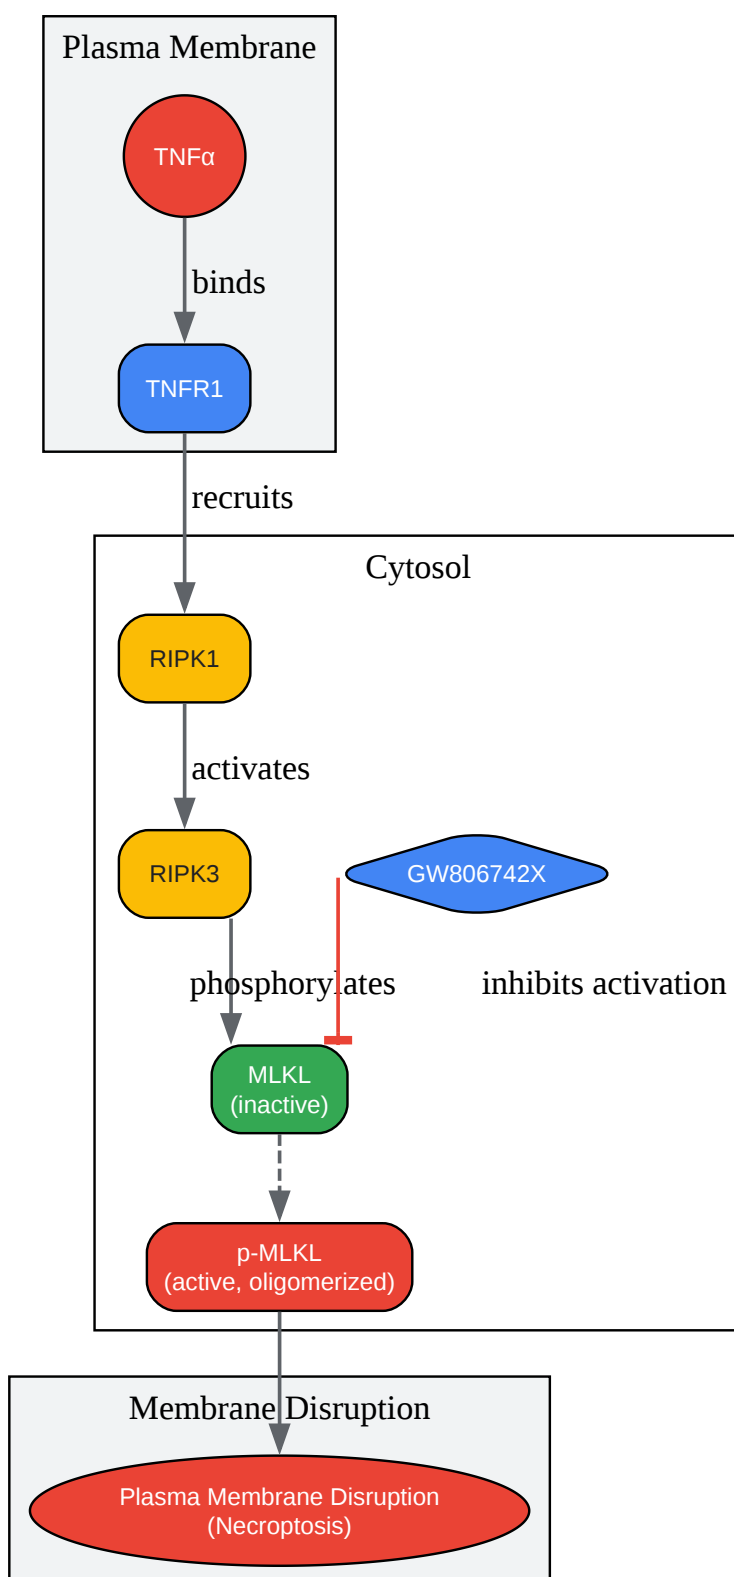 Plasma Membrane
TNFα
binds
TNFR1
recruits
Cytosol
RIPK1
activates
RIPK3
GW806742X
phosphorylates
inhibits activation
MLKL
(inactive)
p-MLKL
(active, oligomerized)
Membrane Disruption
Plasma Membrane Disruption
(Necroptosis)